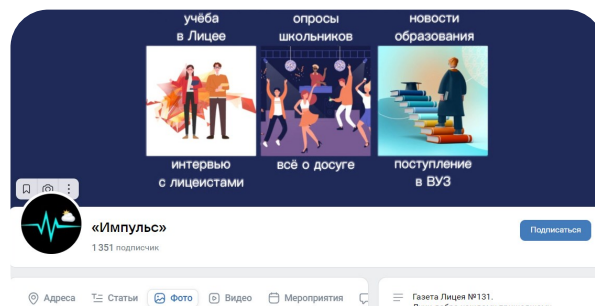 учёба
в Лицее
опросы
школьников
новости
образования
интервью
с лицеистами
всё о досуге
поступление
в ВУЗ
«Импульс»
1 351 подписчик
Подписаться
Адреса
Статьи
Фото
Видео
Мероприятия
Газета Лицея №131.